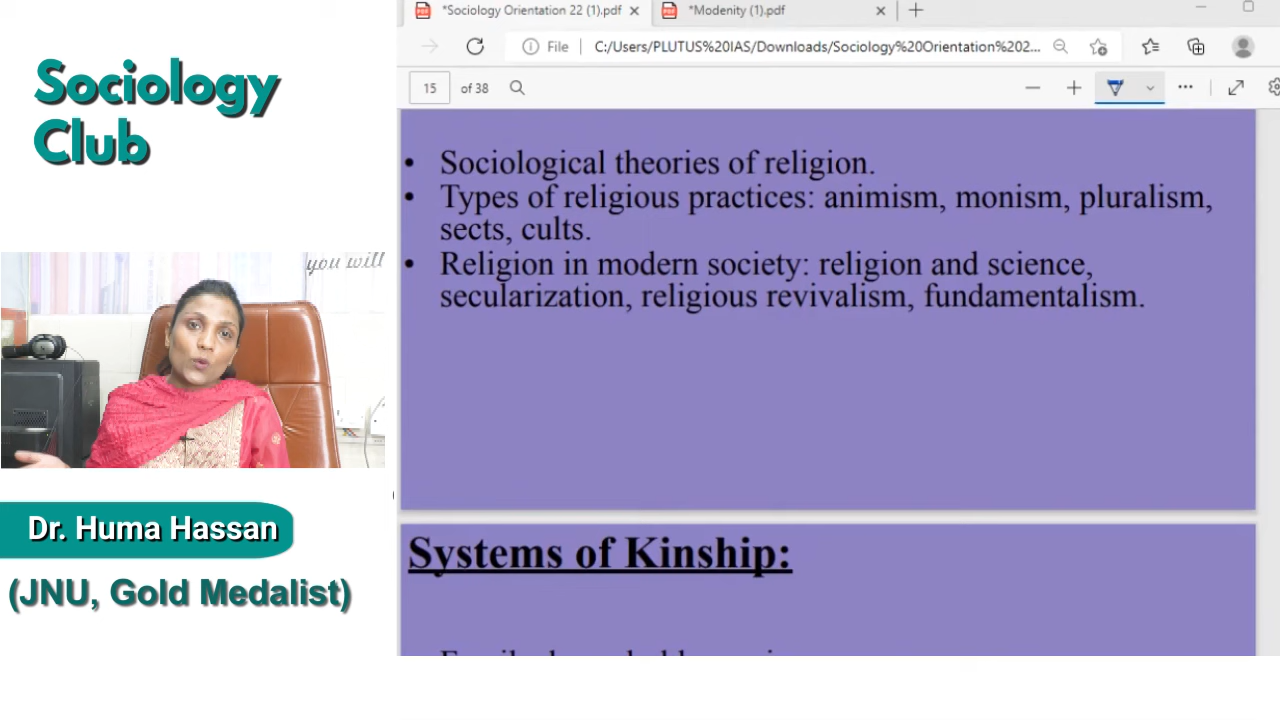 Sociology
Club
*Sociology Orientation 22 (1).pdf
*Modenity (1).pdf
File
C:/Users/PLUTUS%20IAS/Downloads/Sociology%20Orientation%202...
15 of 38
• Sociological theories of religion.
• Types of religious practices: animism, monism, pluralism,
sects, cults.
• Religion in modern society: religion and science,
secularization, religious revivalism, fundamentalism.
you will
Systems of Kinship:
Dr. Huma Hassan
(JNU, Gold Medalist)